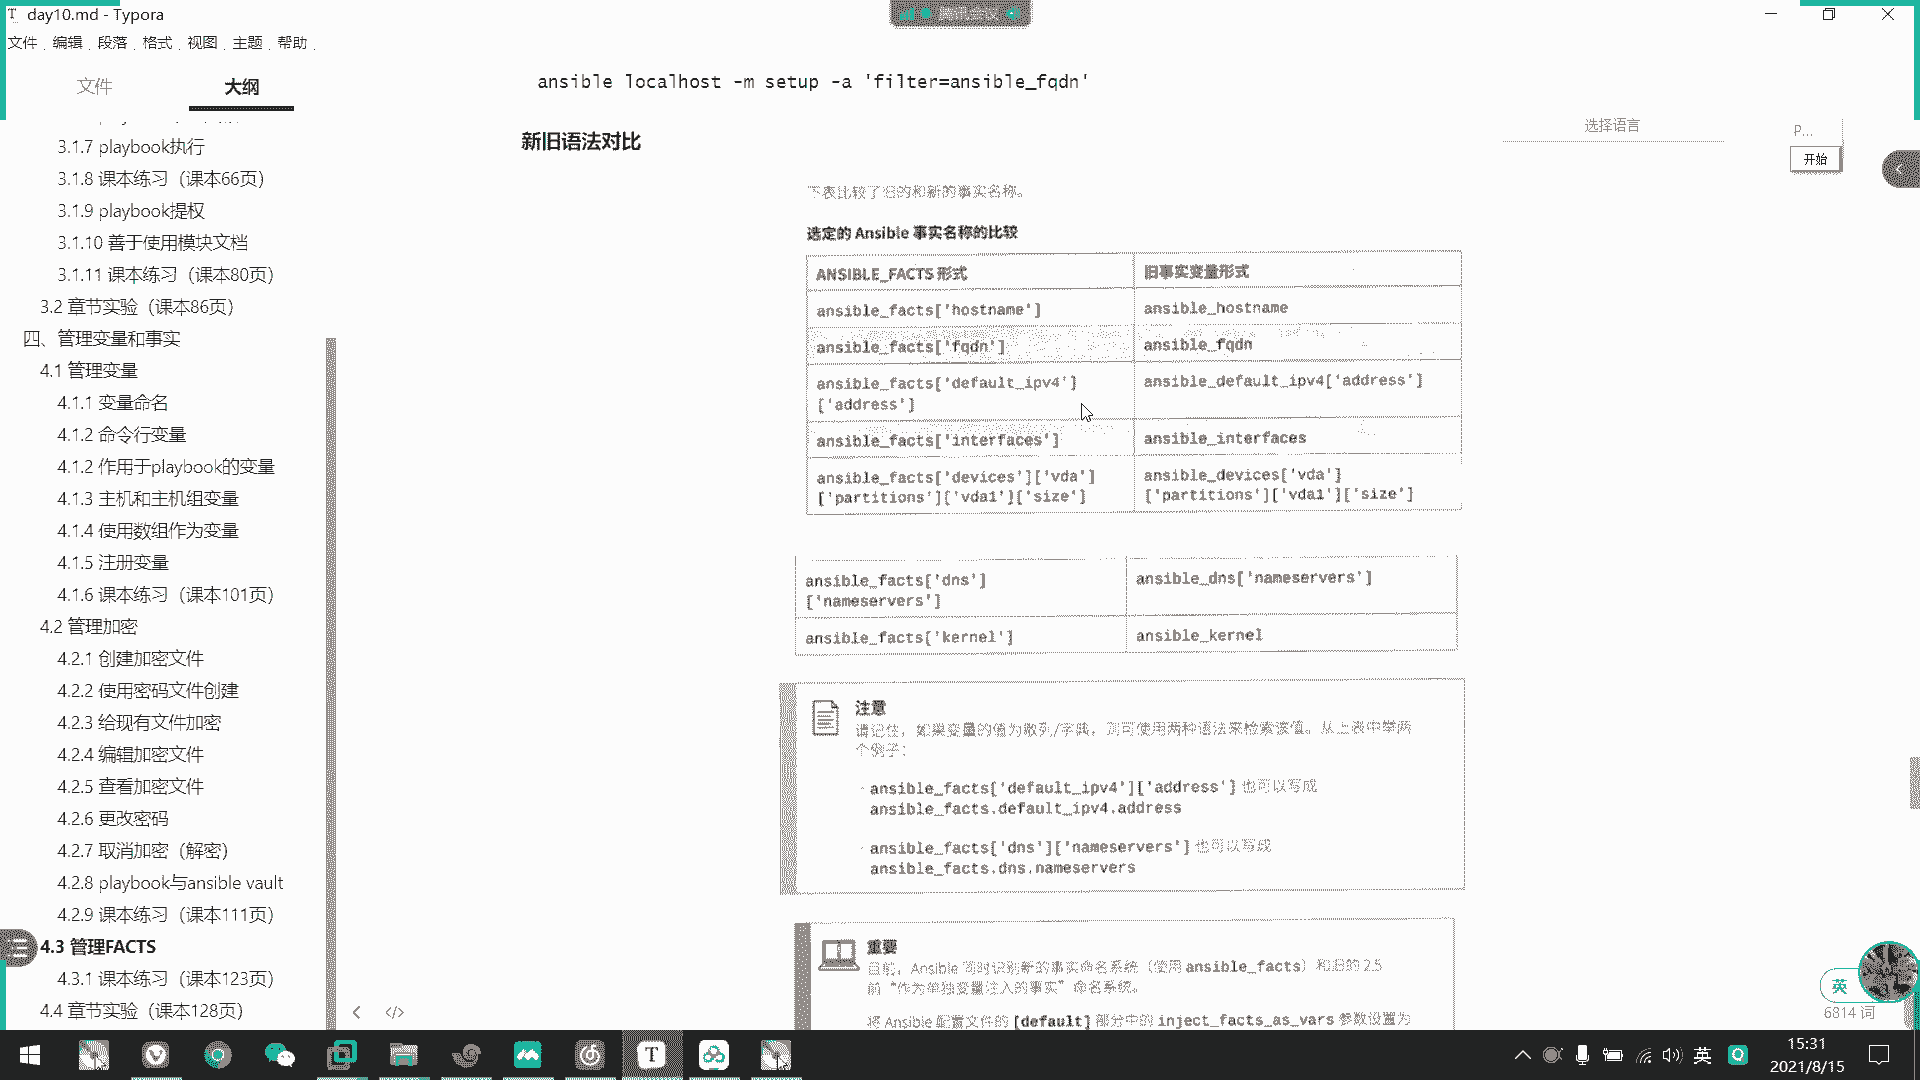 day10.md - Typora
腾讯会议
文件 编辑 段落 格式 视图 主题 帮助
文件
大纲
3.1.7 playbook执行
3.1.8 课本练习（课本66页）
3.1.9 playbook提权
3.1.10 善于使用模块文档
3.1.11 课本练习（课本80页）
3.2 章节实验（课本86页）
四、管理变量和事实
4.1 管理变量
4.1.1 变量命名
4.1.2 命令行变量
4.1.2 作用于playbook的变量
4.1.3 主机和主机组变量
4.1.4 使用数组作为变量
4.1.5 注册变量
4.1.6 课本练习（课本101页）
4.2 管理加密
4.2.1 创建加密文件
4.2.2 使用密码文件创建
4.2.3 给现有文件加密
4.2.4 编辑加密文件
4.2.5 查看加密文件
4.2.6 更改密码
4.2.7 取消加密（解密）
4.2.8 playbook与ansible vault
4.2.9 课本练习（课本111页）
4.3 管理FACTS
4.3.1 课本练习（课本123页）
4.4 章节实验（课本128页）
ansible localhost -m setup -a 'filter=ansible_fqdn'
选择语言
P...
开始
新旧语法对比
下表比较了旧的和新的事实名称。
选定的 Ansible 事实名称的比较
ANSIBLE_FACTS 形式
旧事实变量形式
ansible_facts['hostname']
ansible_hostname
ansible_facts['fqdn']
ansible_fqdn
ansible_facts['default_ipv4']
['address']
ansible_default_ipv4['address']
ansible_facts['interfaces']
ansible_interfaces
ansible_facts['devices']['vda']
['partitions']['vda1']['size']
ansible_devices['vda']
['partitions']['vda1']['size']
ansible_facts['dns']
['nameservers']
ansible_dns['nameservers']
ansible_facts['kernel']
ansible_kernel
注意
请记住，如果变量的值为散列/字典，则可使用两种语法来检索该值。从上表中举两
个例子：
· ansible_facts['default_ipv4']['address'] 也可以写成
ansible_facts.default_ipv4.address
· ansible_facts['dns']['nameservers'] 也可以写成
ansible_facts.dns.nameservers
重要
目前，Ansible 同时识别新的事实命名系统（使用 ansible_facts）和旧的 2.5
前“作为单独变量注入的事实”命名系统。
将 Ansible 配置文件的 [default] 部分中的 inject_facts_as_vars 参数设置为
英
6814 词
英
15:31
2021/8/15